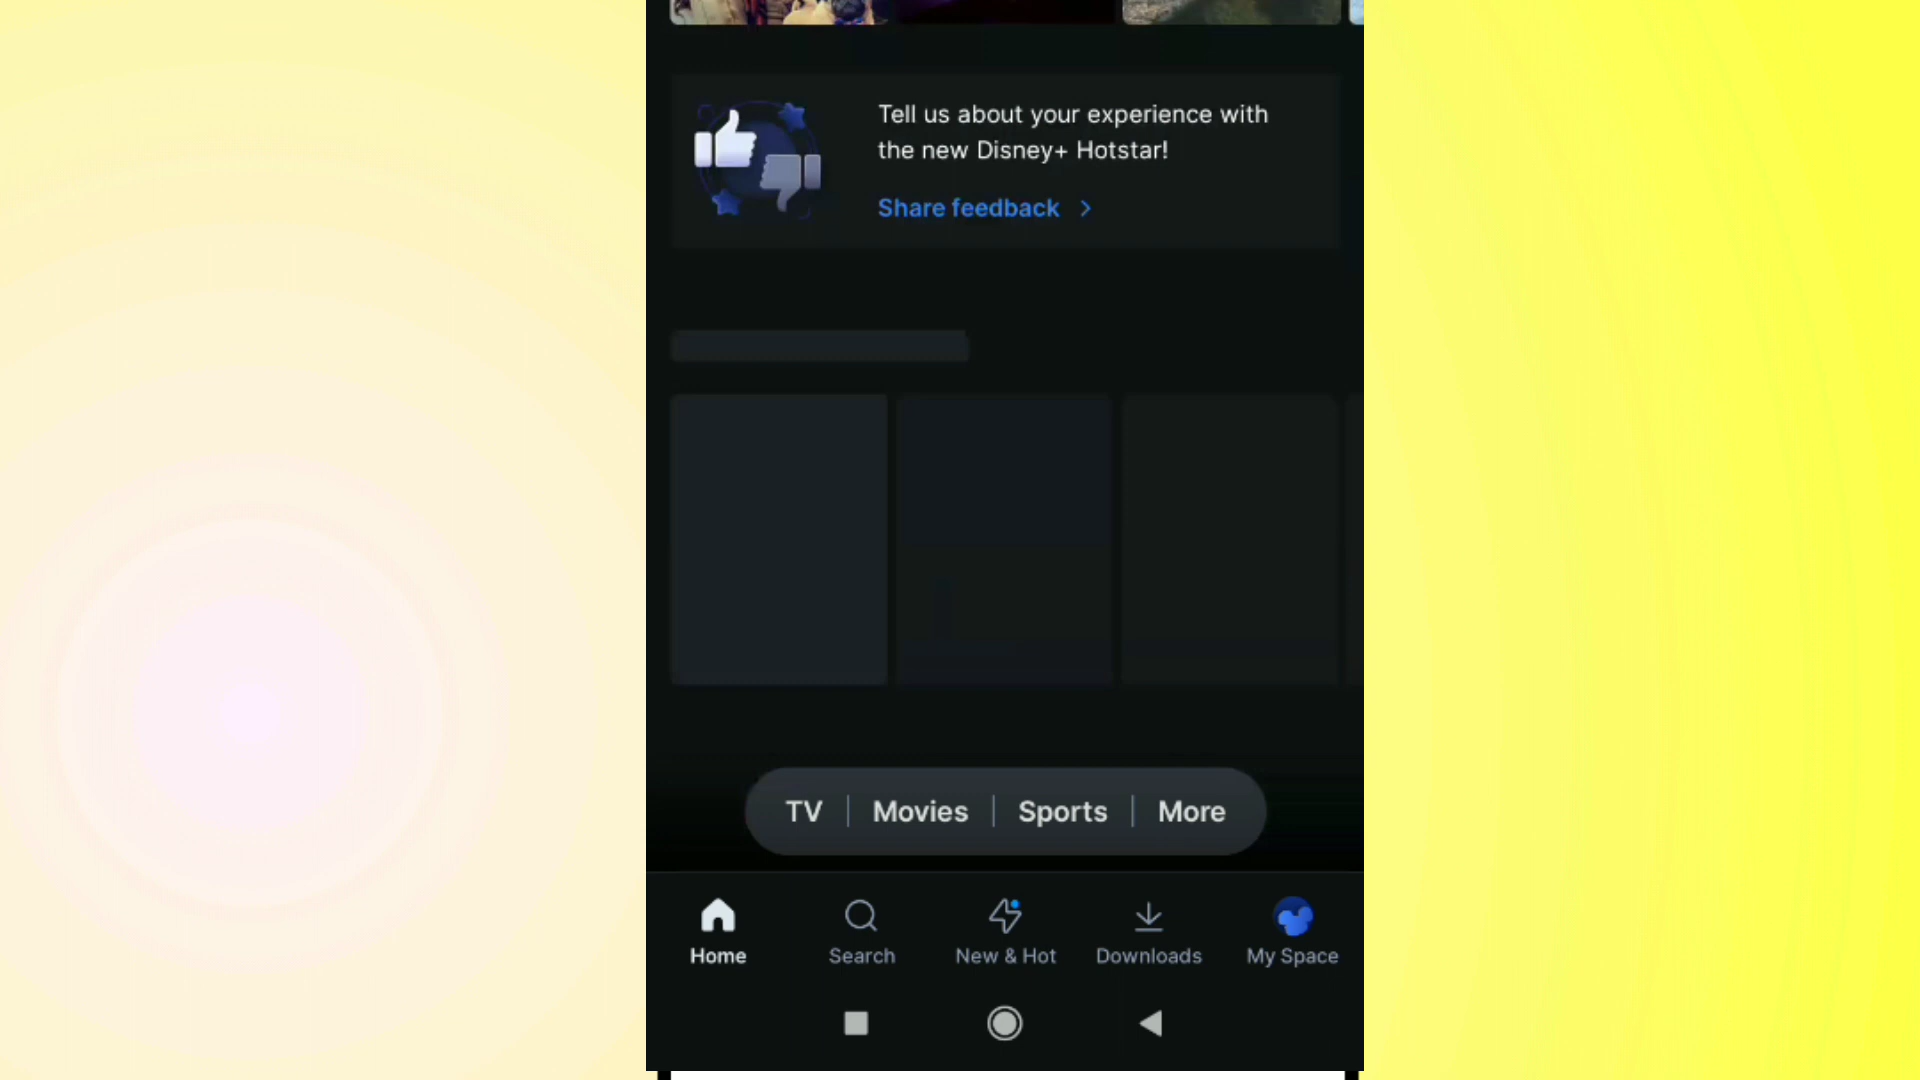 Tell us about your experience with
the new Disney+ Hotstar!
Share feedback
TV Movies Sports More
Home Search New & Hot Downloads My Space